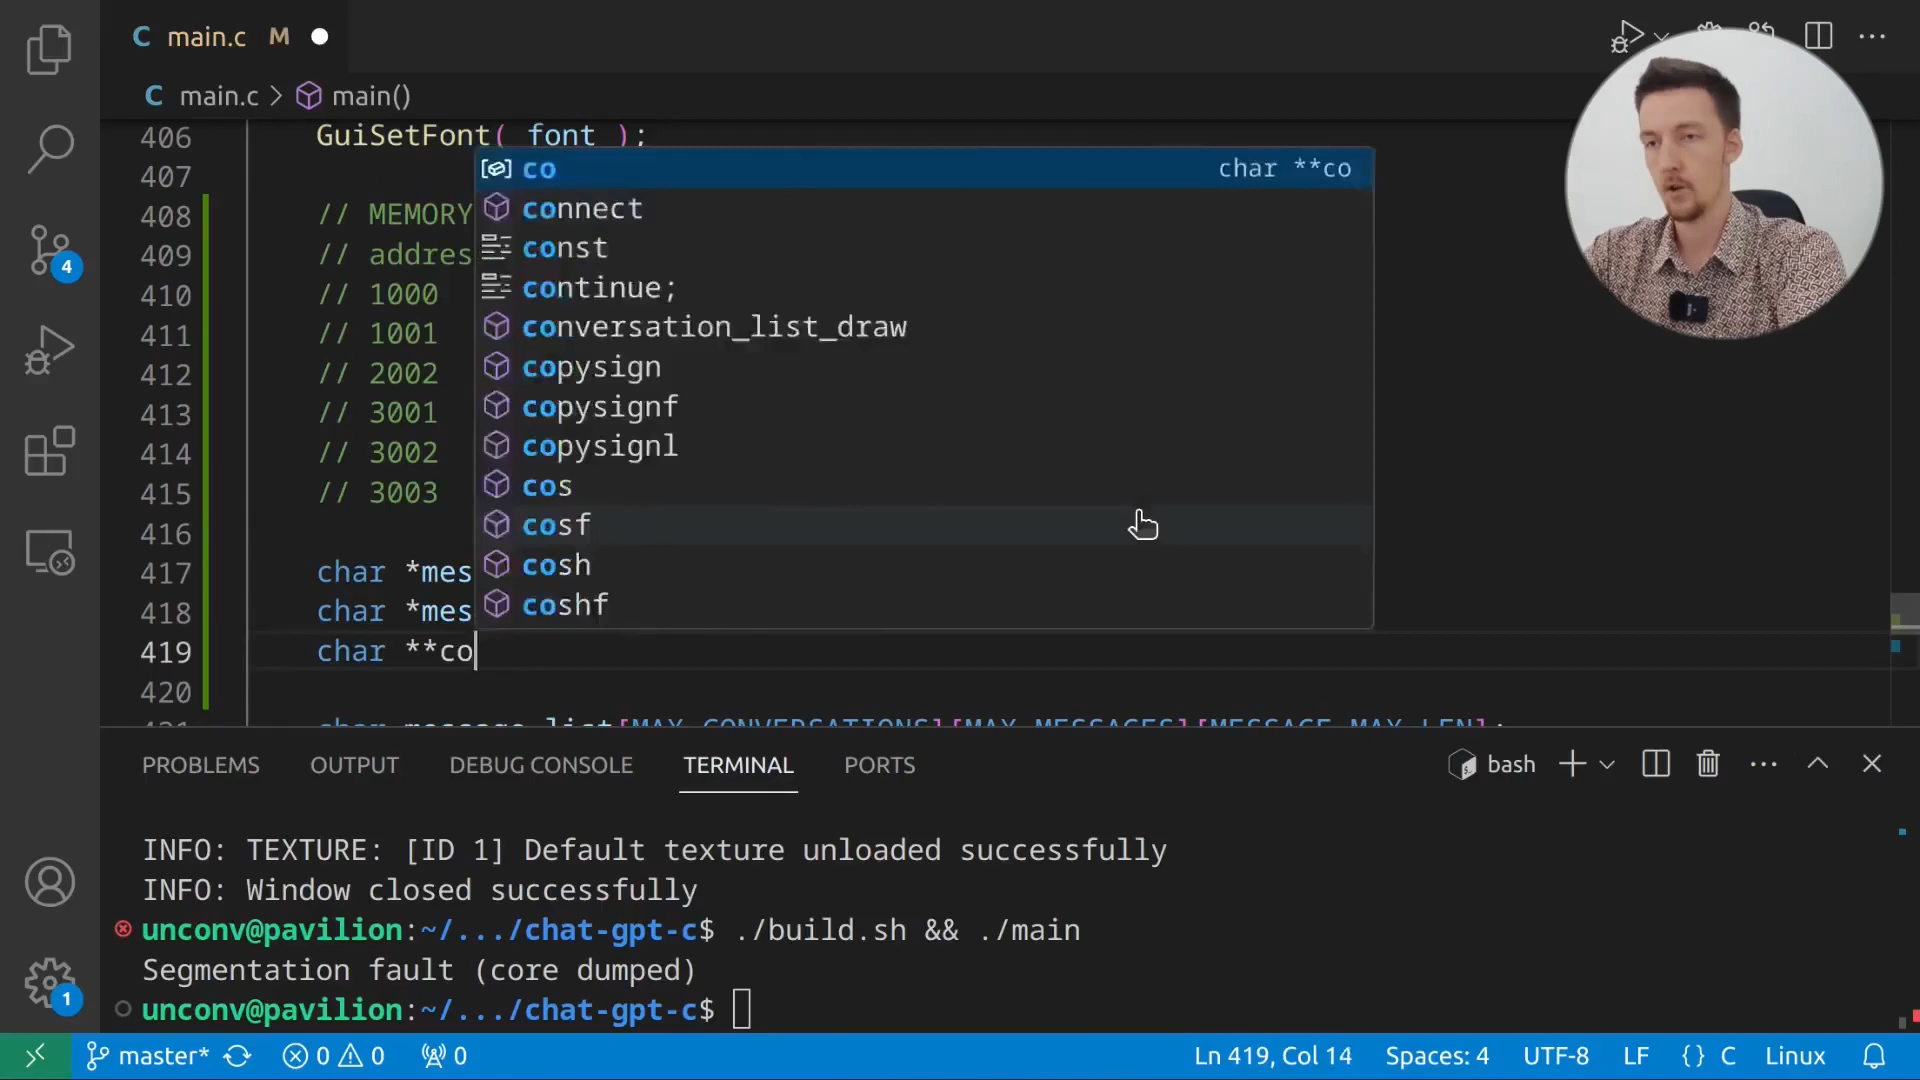 C main.c M
C main.c > main()
406 GuiSetFont( font );
407
408 // MEMORY
409 // addres
410 // 1000
411 // 1001
412 // 2002
413 // 3001
414 // 3002
415 // 3003
416
417 char *mes
418 char *mes
419 char **co
420
char message_list[MAX_CONVERSATIONS][MAX_MESSAGES][MESSAGE_MAX_LEN];
co char **co
connect
const
continue;
conversation_list_draw
copysign
copysignf
copysignl
cos
cosf
cosh
coshf
4
1
PROBLEMS OUTPUT DEBUG CONSOLE TERMINAL PORTS bash
INFO: TEXTURE: [ID 1] Default texture unloaded successfully
INFO: Window closed successfully
unconv@pavilion:~/.../chat-gpt-c$ ./build.sh && ./main
Segmentation fault (core dumped)
unconv@pavilion:~/.../chat-gpt-c$
master* 0 0 0 Ln 419, Col 14 Spaces: 4 UTF-8 LF {} C Linux